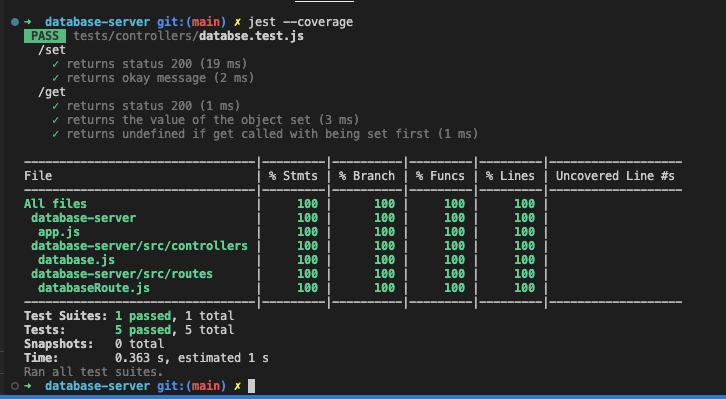 ➜ database-server git:(main) ✗ jest --coverage
PASS tests/controllers/databse.test.js
/set
✓ returns status 200 (19 ms)
✓ returns okay message (2 ms)
/get
✓ returns status 200 (1 ms)
✓ returns the value of the object set (3 ms)
✓ returns undefined if get called with being set first (1 ms)
File | % Stmts | % Branch | % Funcs | % Lines | Uncovered Line #s
All files | 100 | 100 | 100 | 100 |
database-server | 100 | 100 | 100 | 100 |
app.js | 100 | 100 | 100 | 100 |
database-server/src/controllers | 100 | 100 | 100 | 100 |
database.js | 100 | 100 | 100 | 100 |
database-server/src/routes | 100 | 100 | 100 | 100 |
databaseRoute.js | 100 | 100 | 100 | 100 |
Test Suites: 1 passed, 1 total
Tests: 5 passed, 5 total
Snapshots: 0 total
Time: 0.363 s, estimated 1 s
Ran all test suites.
➜ database-server git:(main) ✗